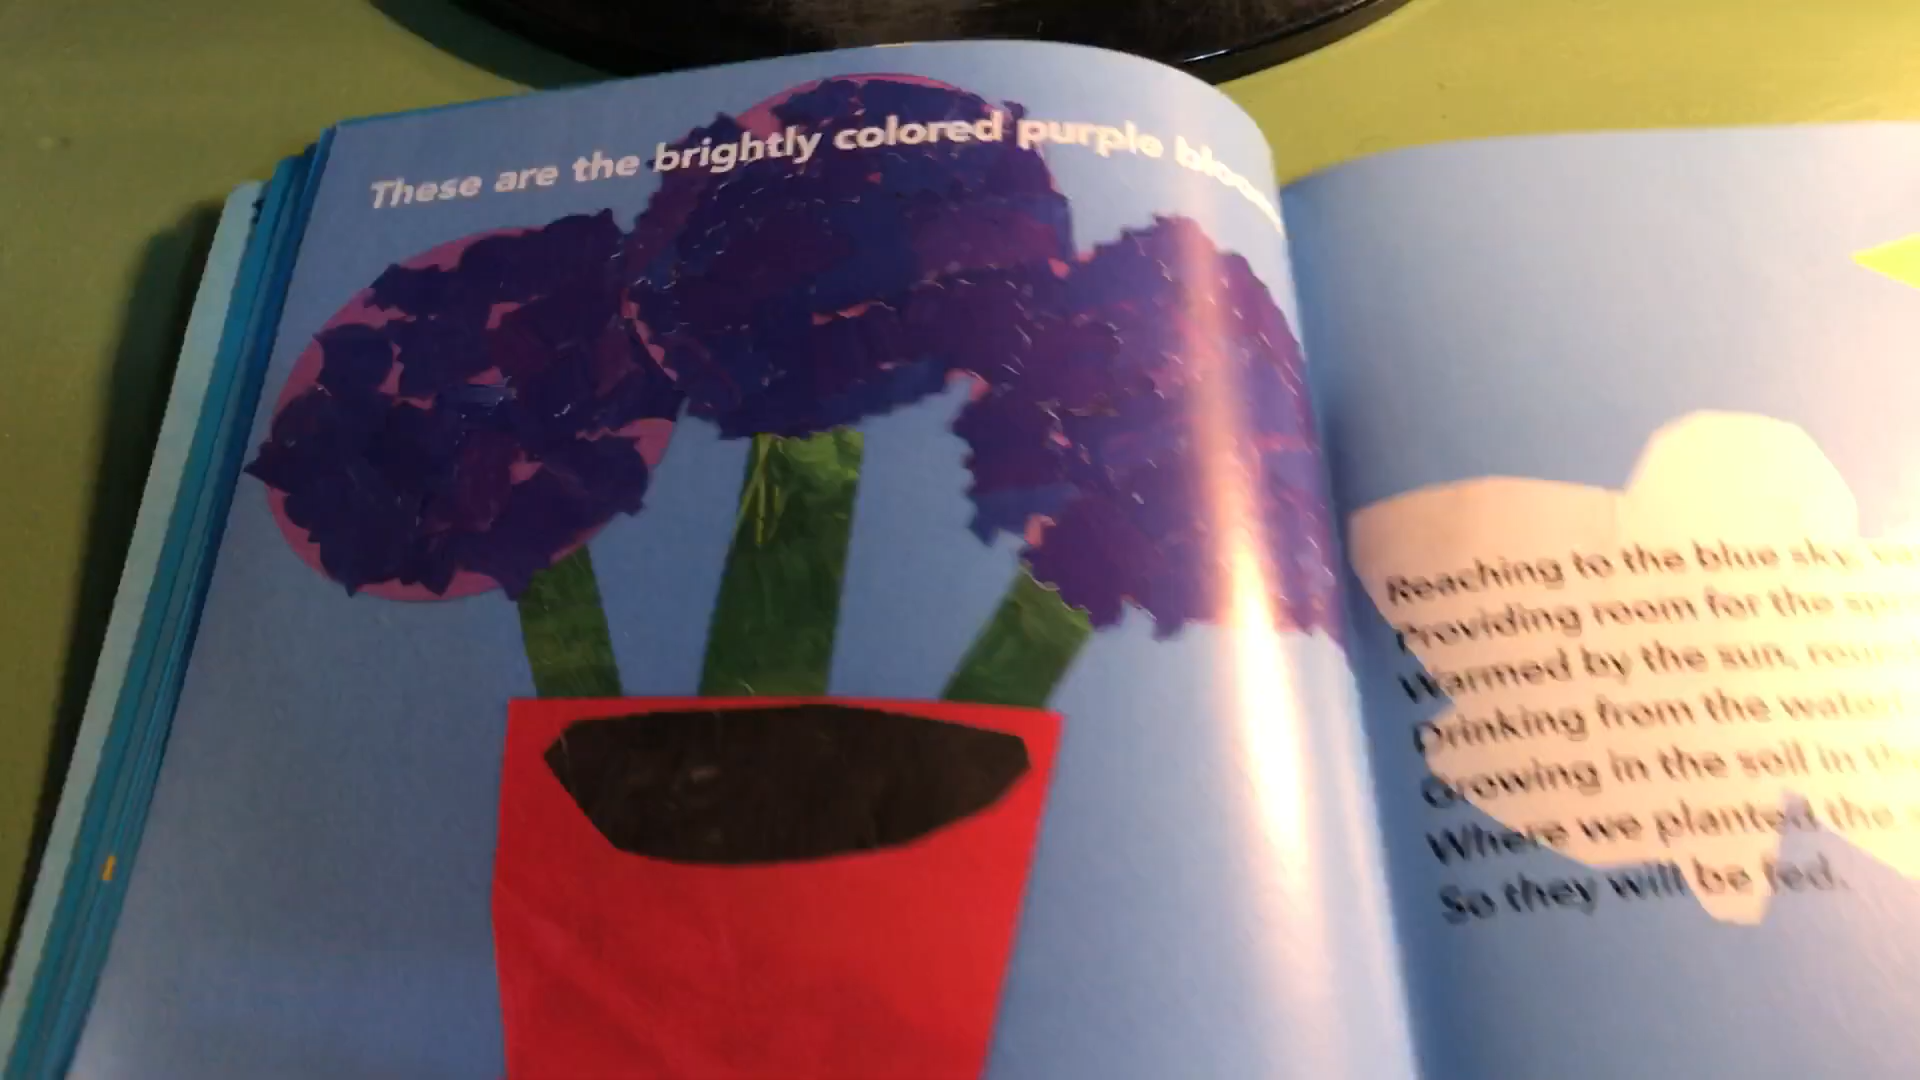 These are the brightly colored purple
Reaching to the blue sky
Providing room for the
Warmed by the sun,
Drinking from the
Growing in the soil in
Where we planted the
So they will be fed.